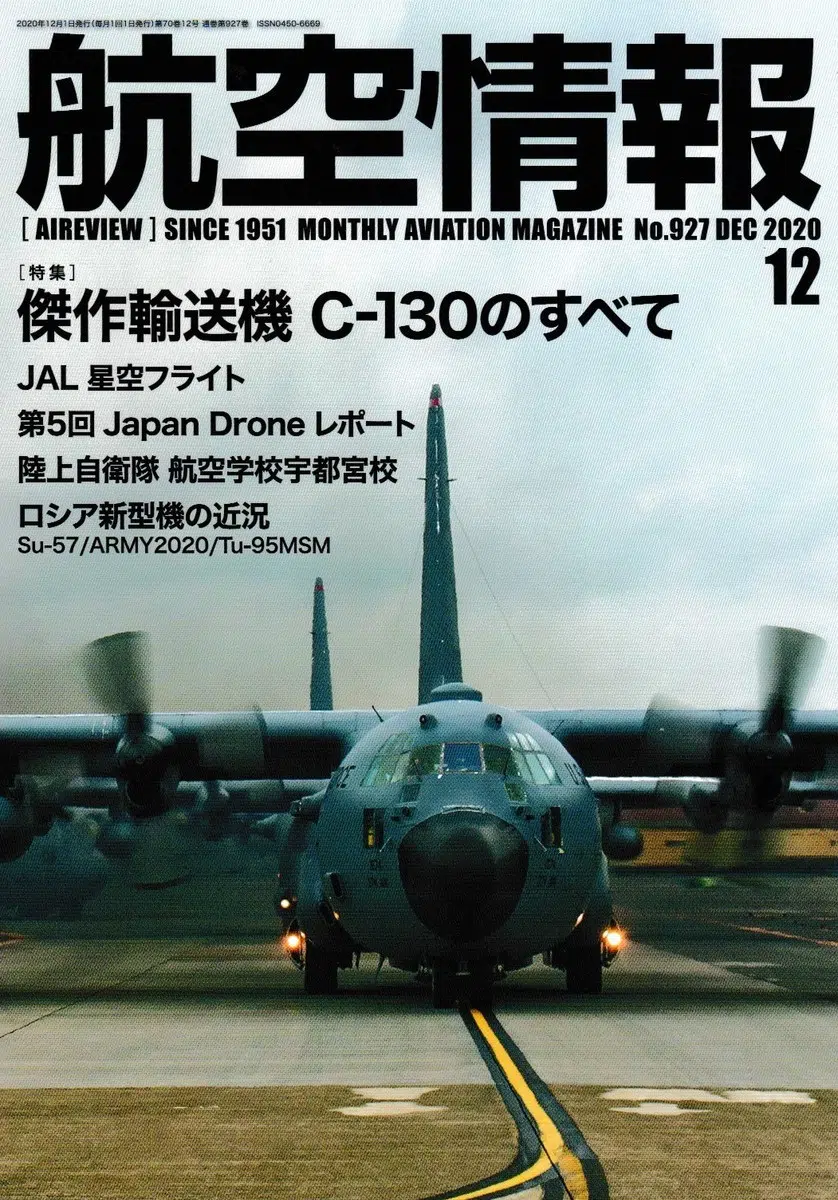 2020年12月1日発行(毎月1回1日発行)第70巻12号 通巻第927巻 ISSN0450-6669
航空情報
[ AIREVIEW ] SINCE 1951 MONTHLY AVIATION MAGAZINE No.927 DEC 2020
12
[特集]
傑作輸送機 C-130のすべて
JAL 星空フライト
第5回 Japan Drone レポート
陸上自衛隊 航空学校宇都宮校
ロシア新型機の近況
Su-57/ARMY2020/Tu-95MSM